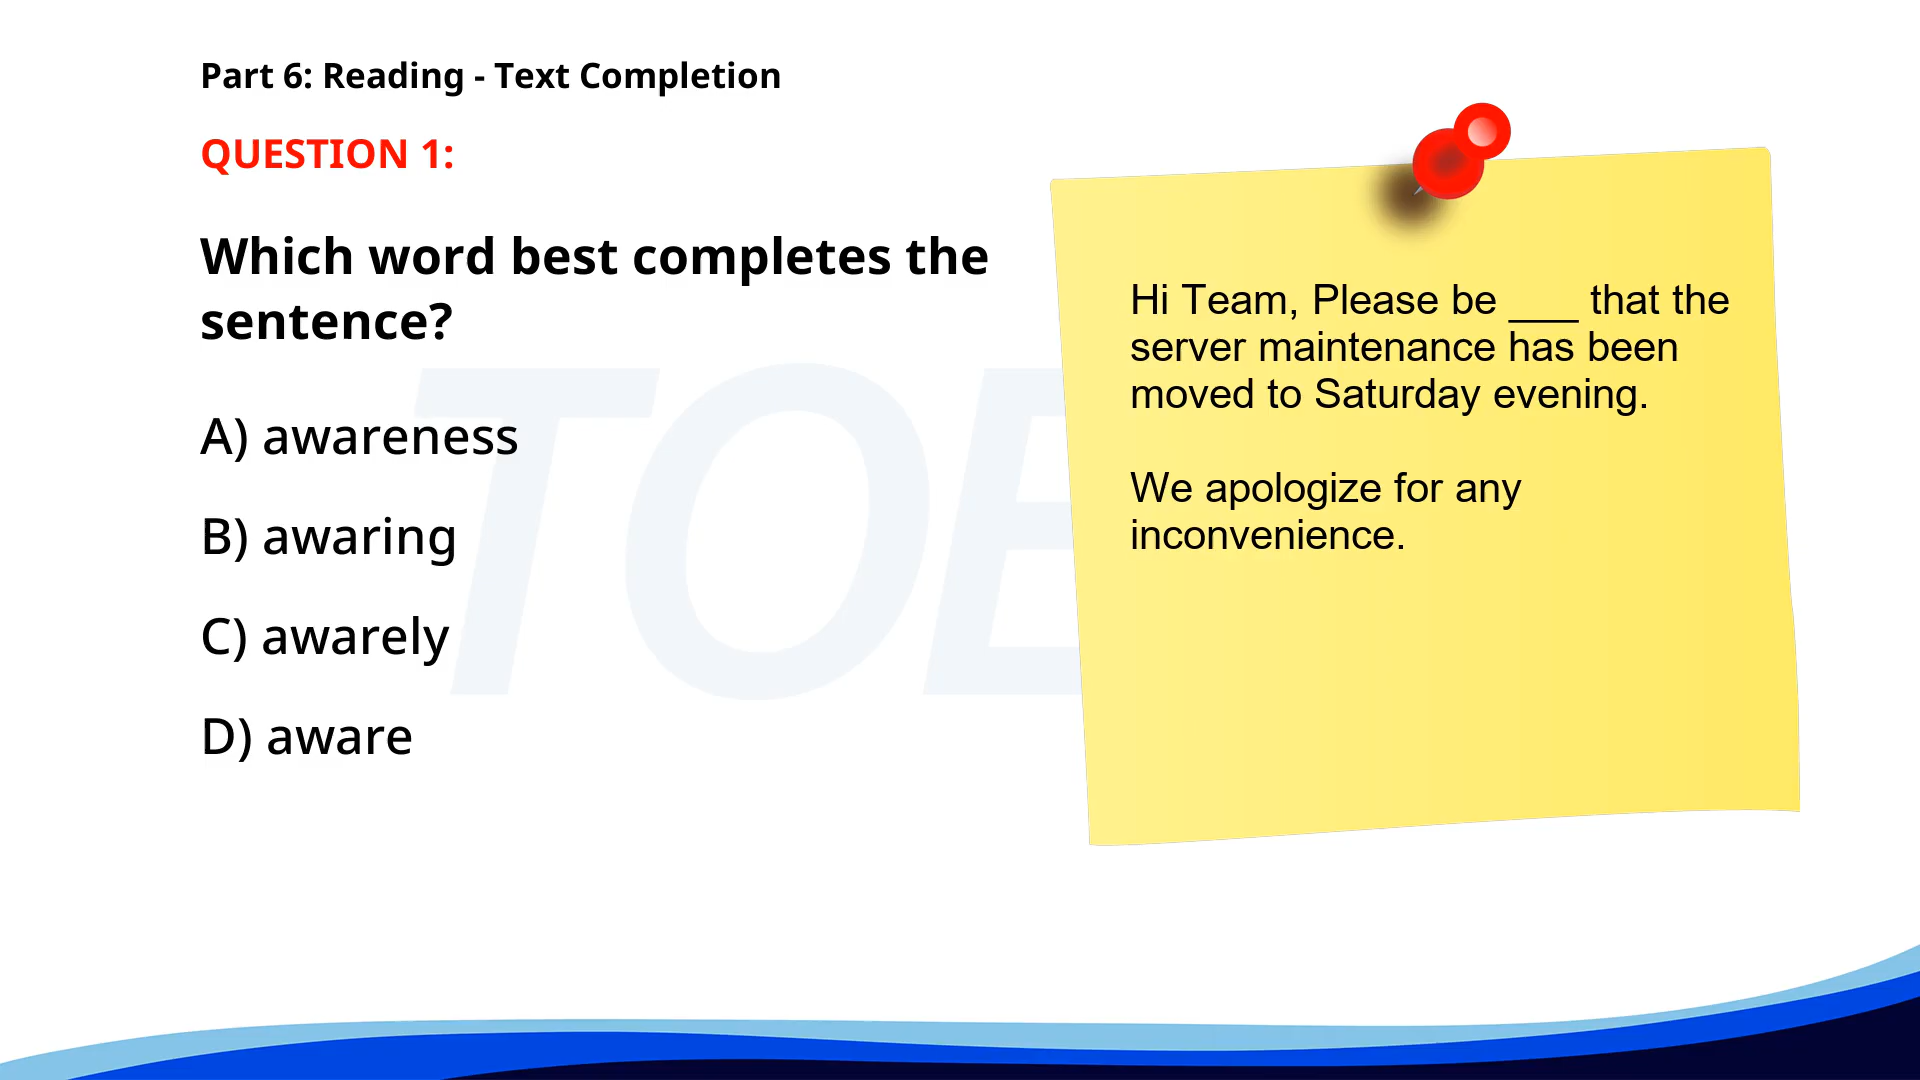 Part 6: Reading - Text Completion
QUESTION 1:
Which word best completes the
sentence?
A) awareness
B) awaring
C) awarely
D) aware
Hi Team, Please be ___ that the
server maintenance has been
moved to Saturday evening.
We apologize for any
inconvenience.
TOE